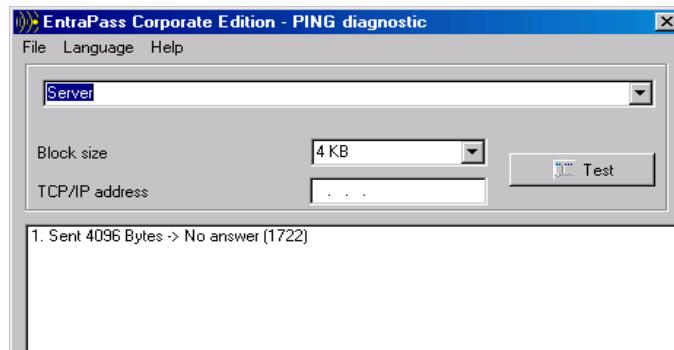 EntraPass Corporate Edition - PING diagnostic
File Language Help
Server
Block size
4 KB
Test
TCP/IP address
. . .
1. Sent 4096 Bytes -> No answer (1722)